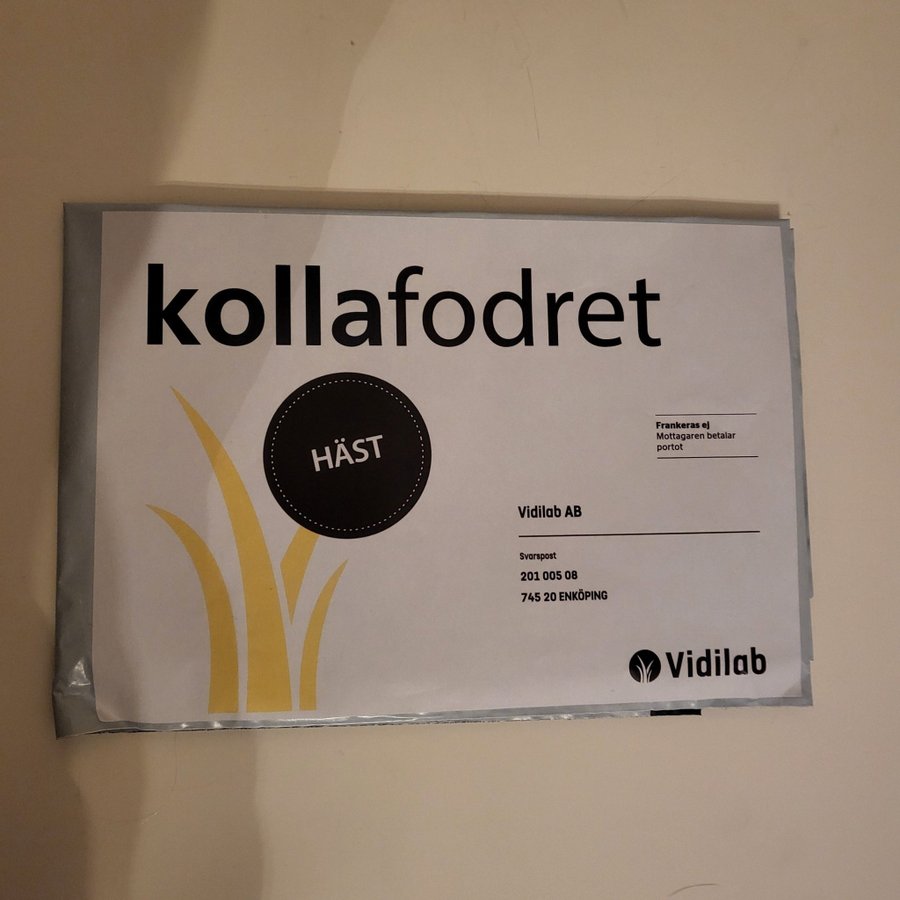 kollafodret
HÄST
Frankeras ej
Mottagaren betalar
portot
Vidilab AB
Svarspost
201 005 08
745 20 ENKÖPING
Vidilab